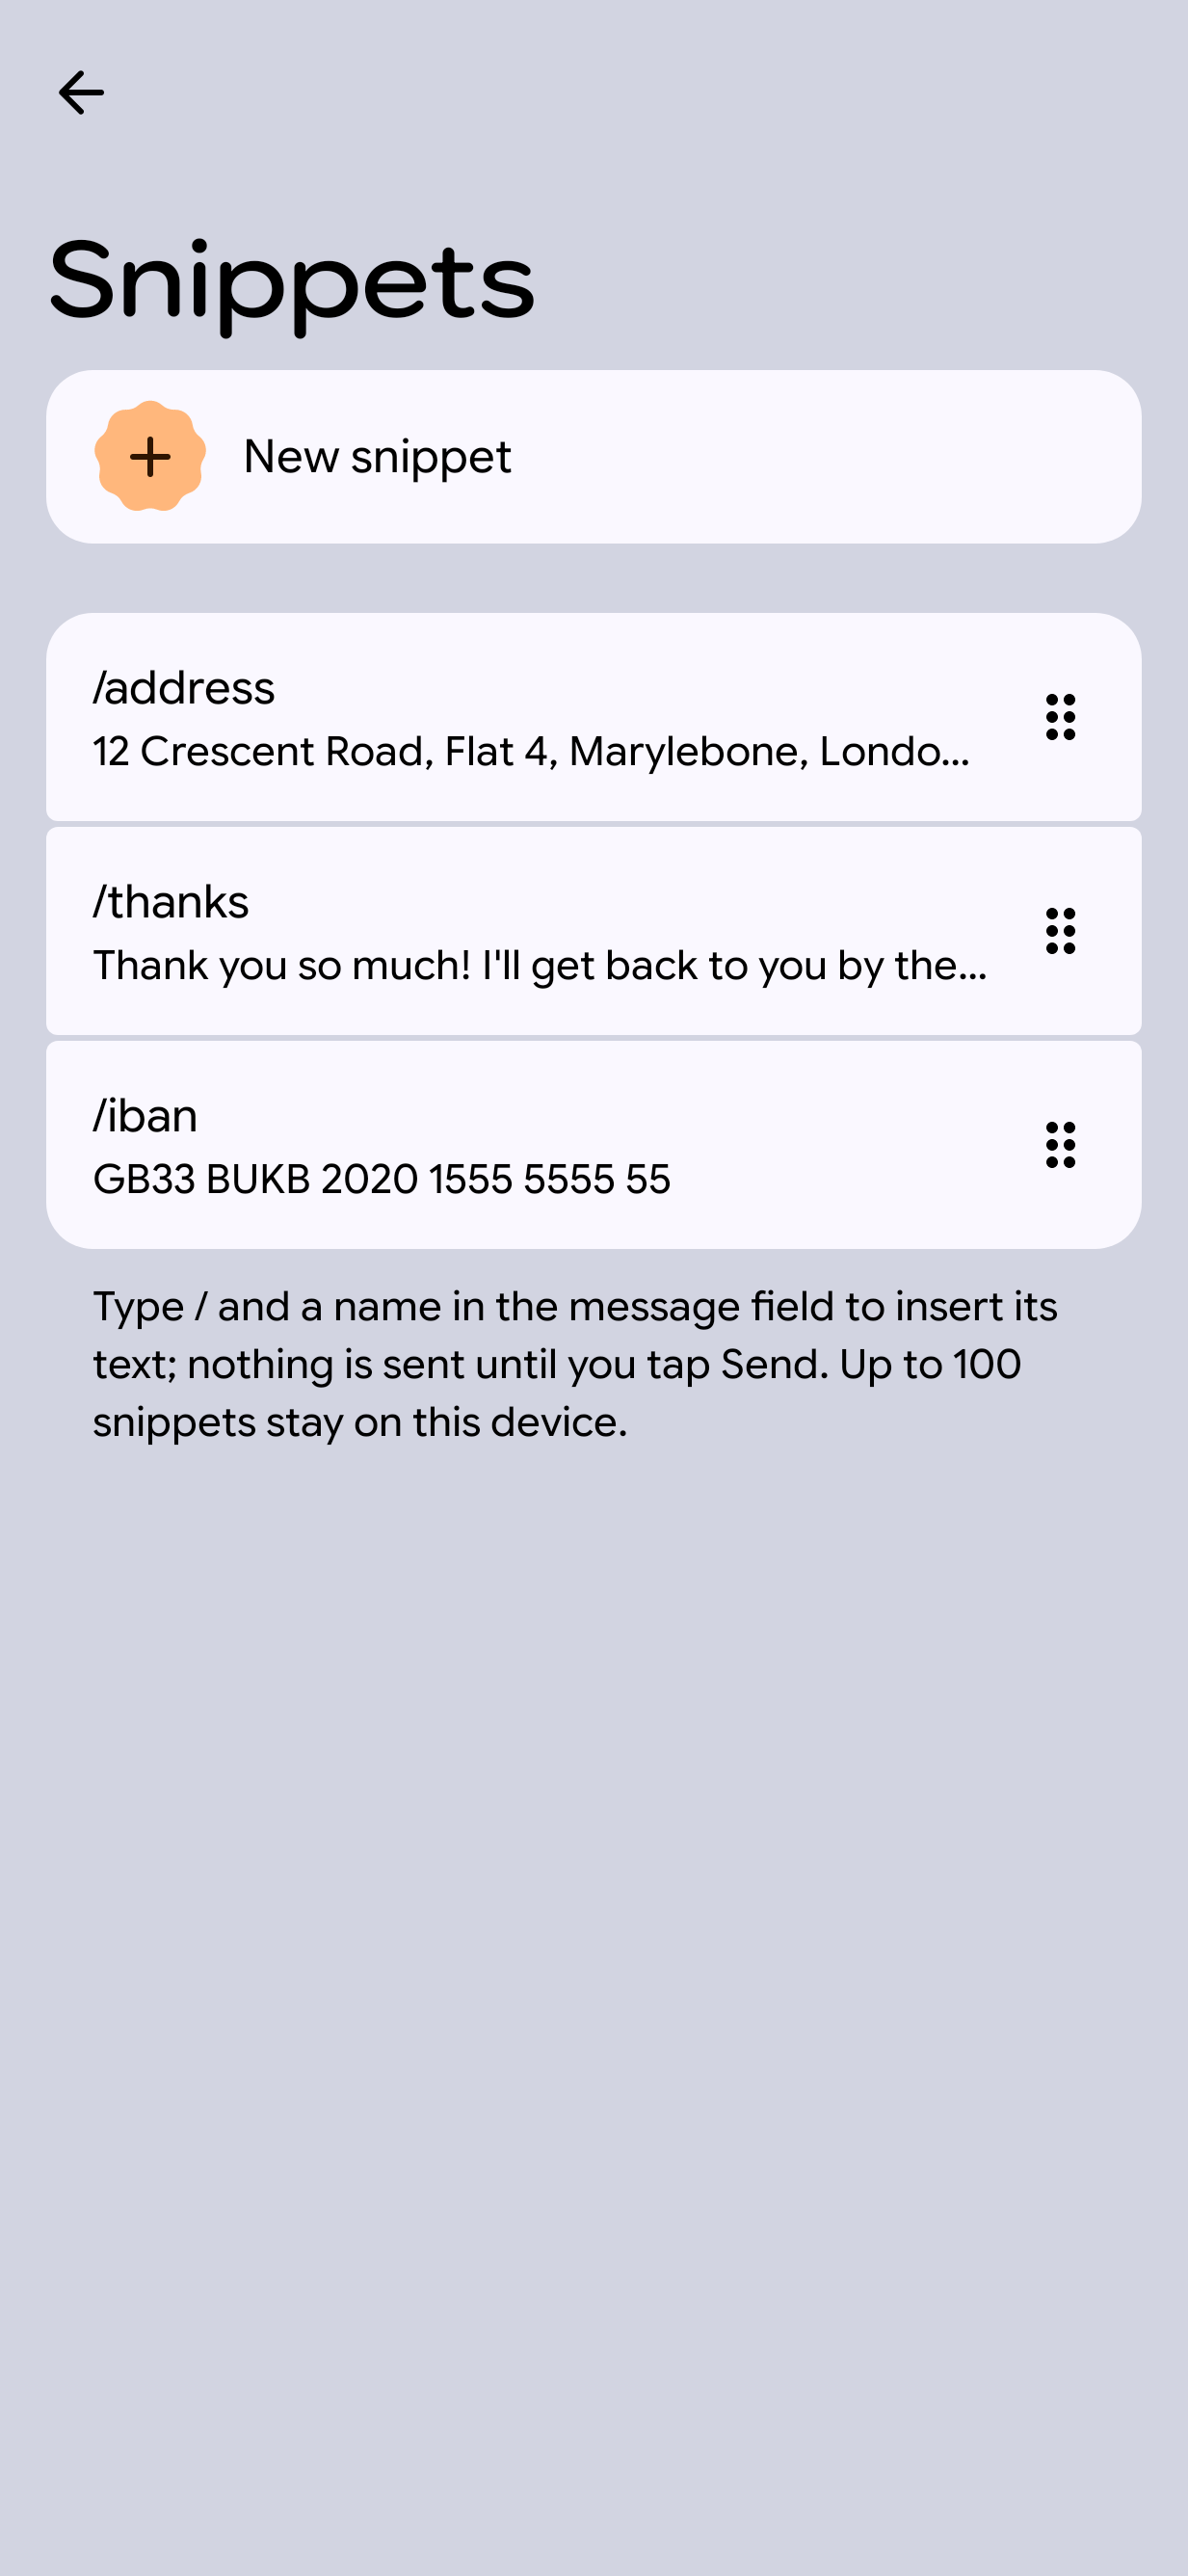 Snippets
New snippet
/address
12 Crescent Road, Flat 4, Marylebone, Londo...
/thanks
Thank you so much! I'll get back to you by the...
/iban
GB33 BUKB 2020 1555 5555 55
Type / and a name in the message field to insert its
text; nothing is sent until you tap Send. Up to 100
snippets stay on this device.